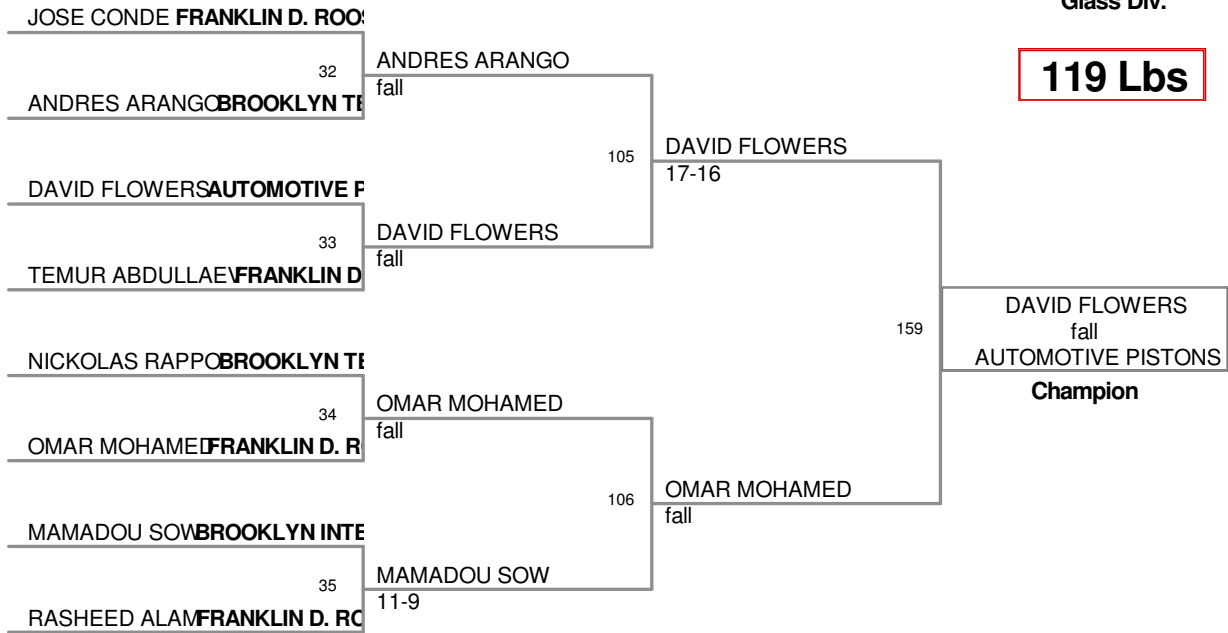 Glass Div.
119 Lbs
JOSE CONDE FRANKLIN D. ROO
32
ANDRES ARANGO BROOKLYN TE
ANDRES ARANGO
fall
105
DAVID FLOWERS AUTOMOTIVE P
33
TEMUR ABDULLAEV FRANKLIN D
DAVID FLOWERS
fall
DAVID FLOWERS
17-16
159
DAVID FLOWERS
fall
AUTOMOTIVE PISTONS
Champion
NICKOLAS RAPPO BROOKLYN TE
34
OMAR MOHAMED FRANKLIN D. R
OMAR MOHAMED
fall
106
OMAR MOHAMED
fall
MAMADOU SOW BROOKLYN INTE
35
RASHEED ALAM FRANKLIN D. RO
MAMADOU SOW
11-9